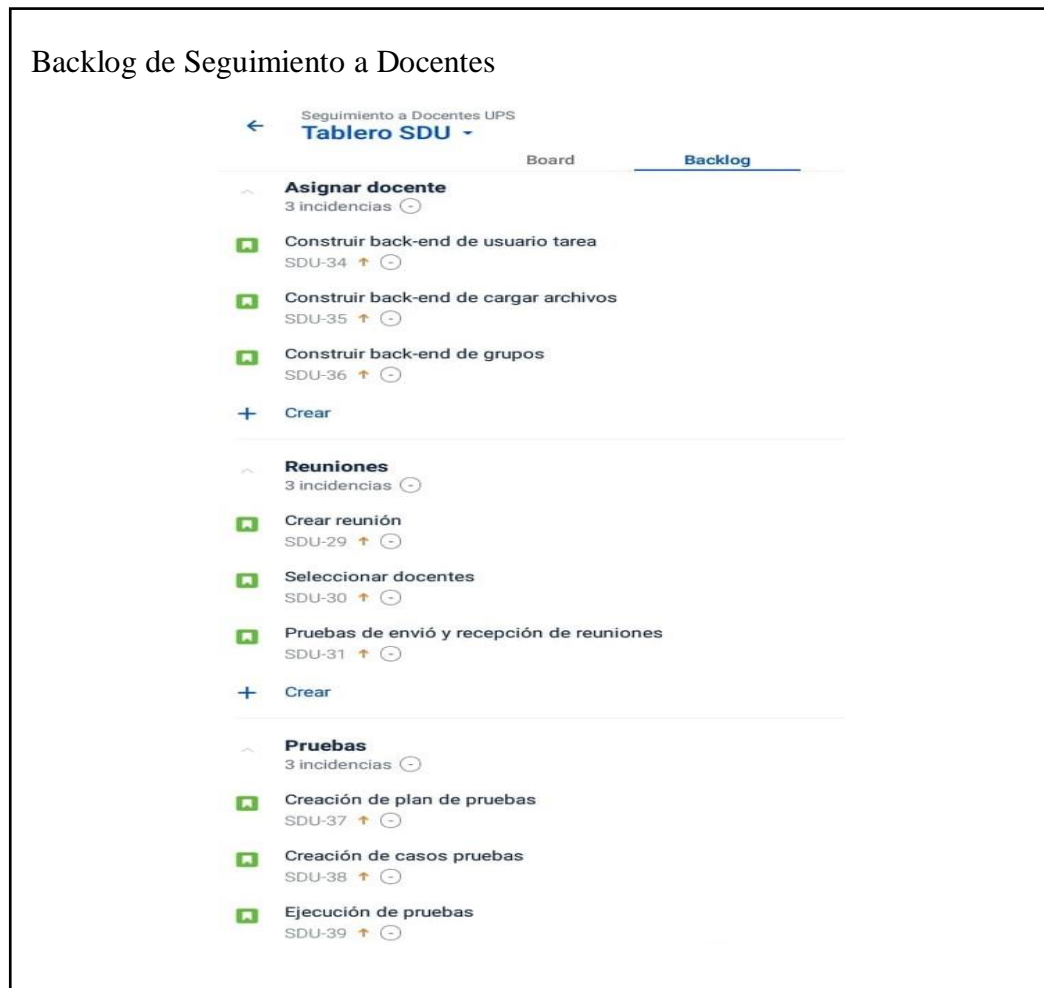 Backlog de Seguimiento a Docentes
Seguimiento a Docentes UPS
Tablero SDU
Board Backlog
Asignar docente
3 incidencias
Construir back-end de usuario tarea
SDU-34
Construir back-end de cargar archivos
SDU-35
Construir back-end de grupos
SDU-36
+ Crear
Reuniones
3 incidencias
Crear reunión
SDU-29
Seleccionar docentes
SDU-30
Pruebas de envió y recepción de reuniones
SDU-31
+ Crear
Pruebas
3 incidencias
Creación de plan de pruebas
SDU-37
Creación de casos pruebas
SDU-38
Ejecución de pruebas
SDU-39